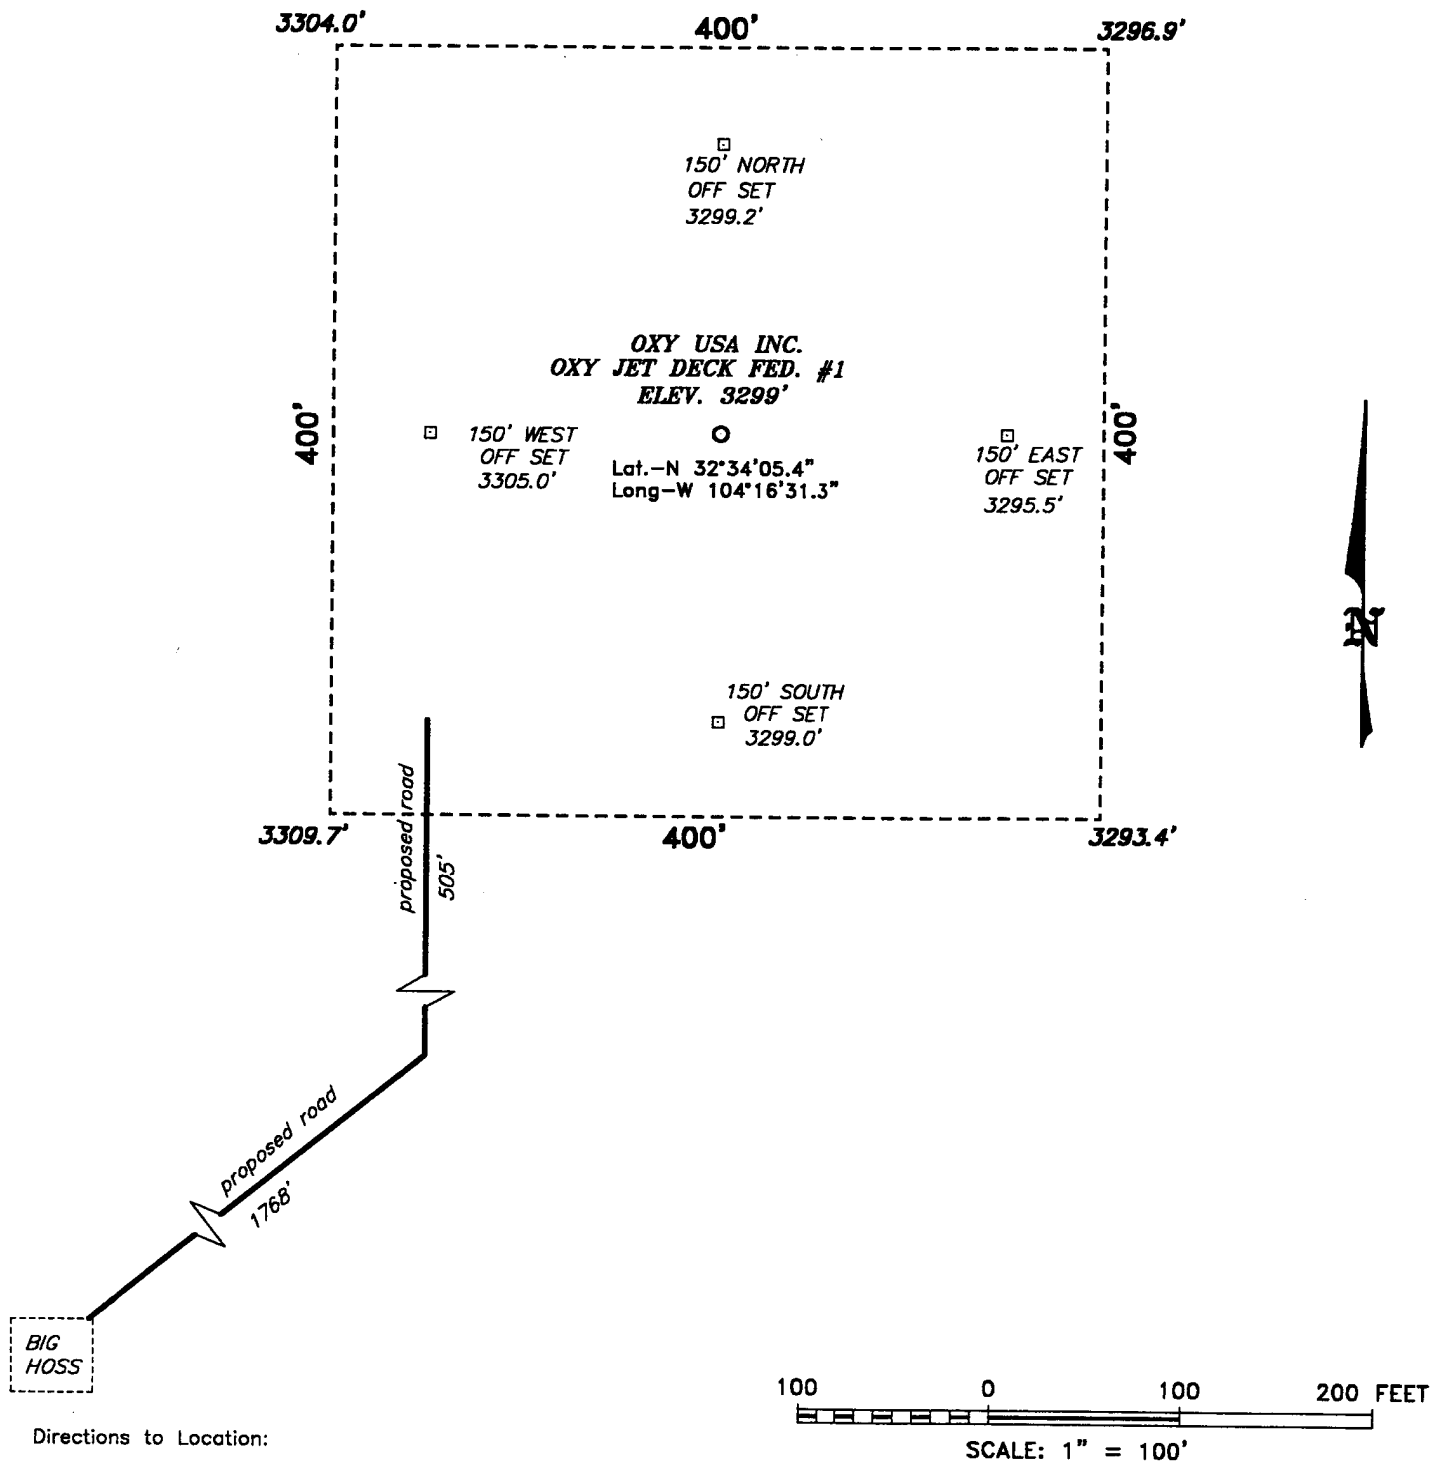 3304.0'
400'
3296.9'
150' NORTH
OFF SET
3299.2'
OXY USA INC.
OXY JET DECK FED. #1
ELEV. 3299'
400'
150' WEST
OFF SET
3305.0'
Lat.-N 32°34'05.4"
Long-W 104°16'31.3"
150' EAST
OFF SET
3295.5'
400'
N
150' SOUTH
OFF SET
3299.0'
3309.7'
400'
3293.4'
proposed road
505'
proposed road
1768'
BIG
HOSS
100 0 100 200 FEET
SCALE: 1" = 100'
Directions to Location: